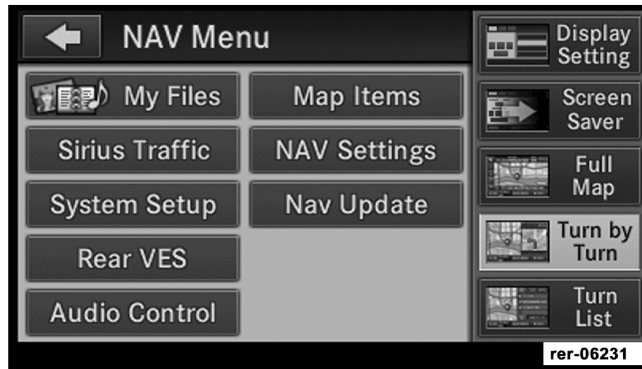 NAV Menu
My Files
Map Items
Sirius Traffic
NAV Settings
System Setup
Nav Update
Rear VES
Audio Control
Display
Setting
Screen
Saver
Full
Map
Turn by
Turn
Turn
List
rer-06231